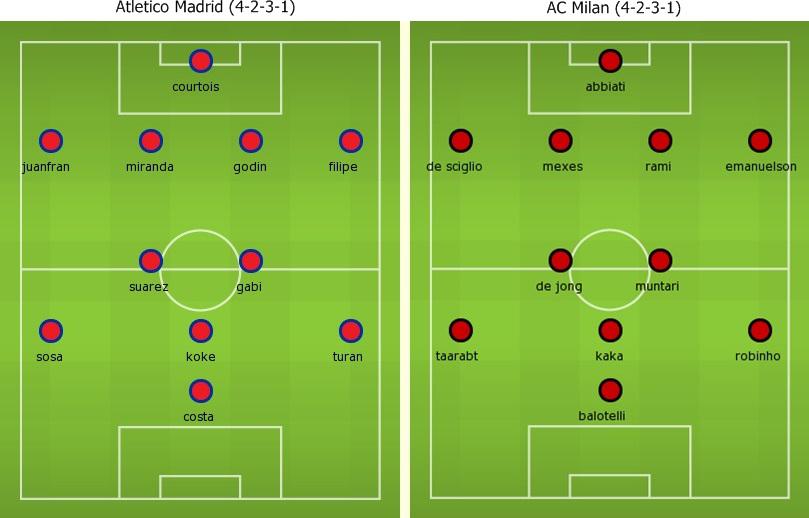 Atletico Madrid (4-2-3-1)
courtois
juanfran miranda godin filipe
suarez gabi
sosa koke turan
costa
AC Milan (4-2-3-1)
abbiati
de sciglio mexes rami emanuelson
de jong muntari
taarabt kaka robinho
balotelli